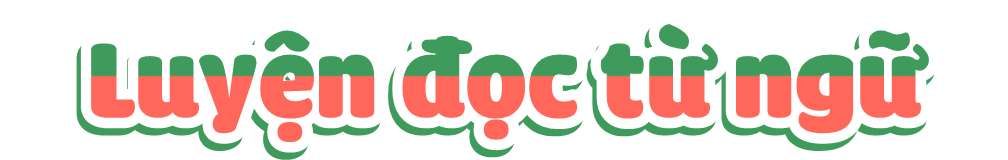 Luyện đọc từ ngữ